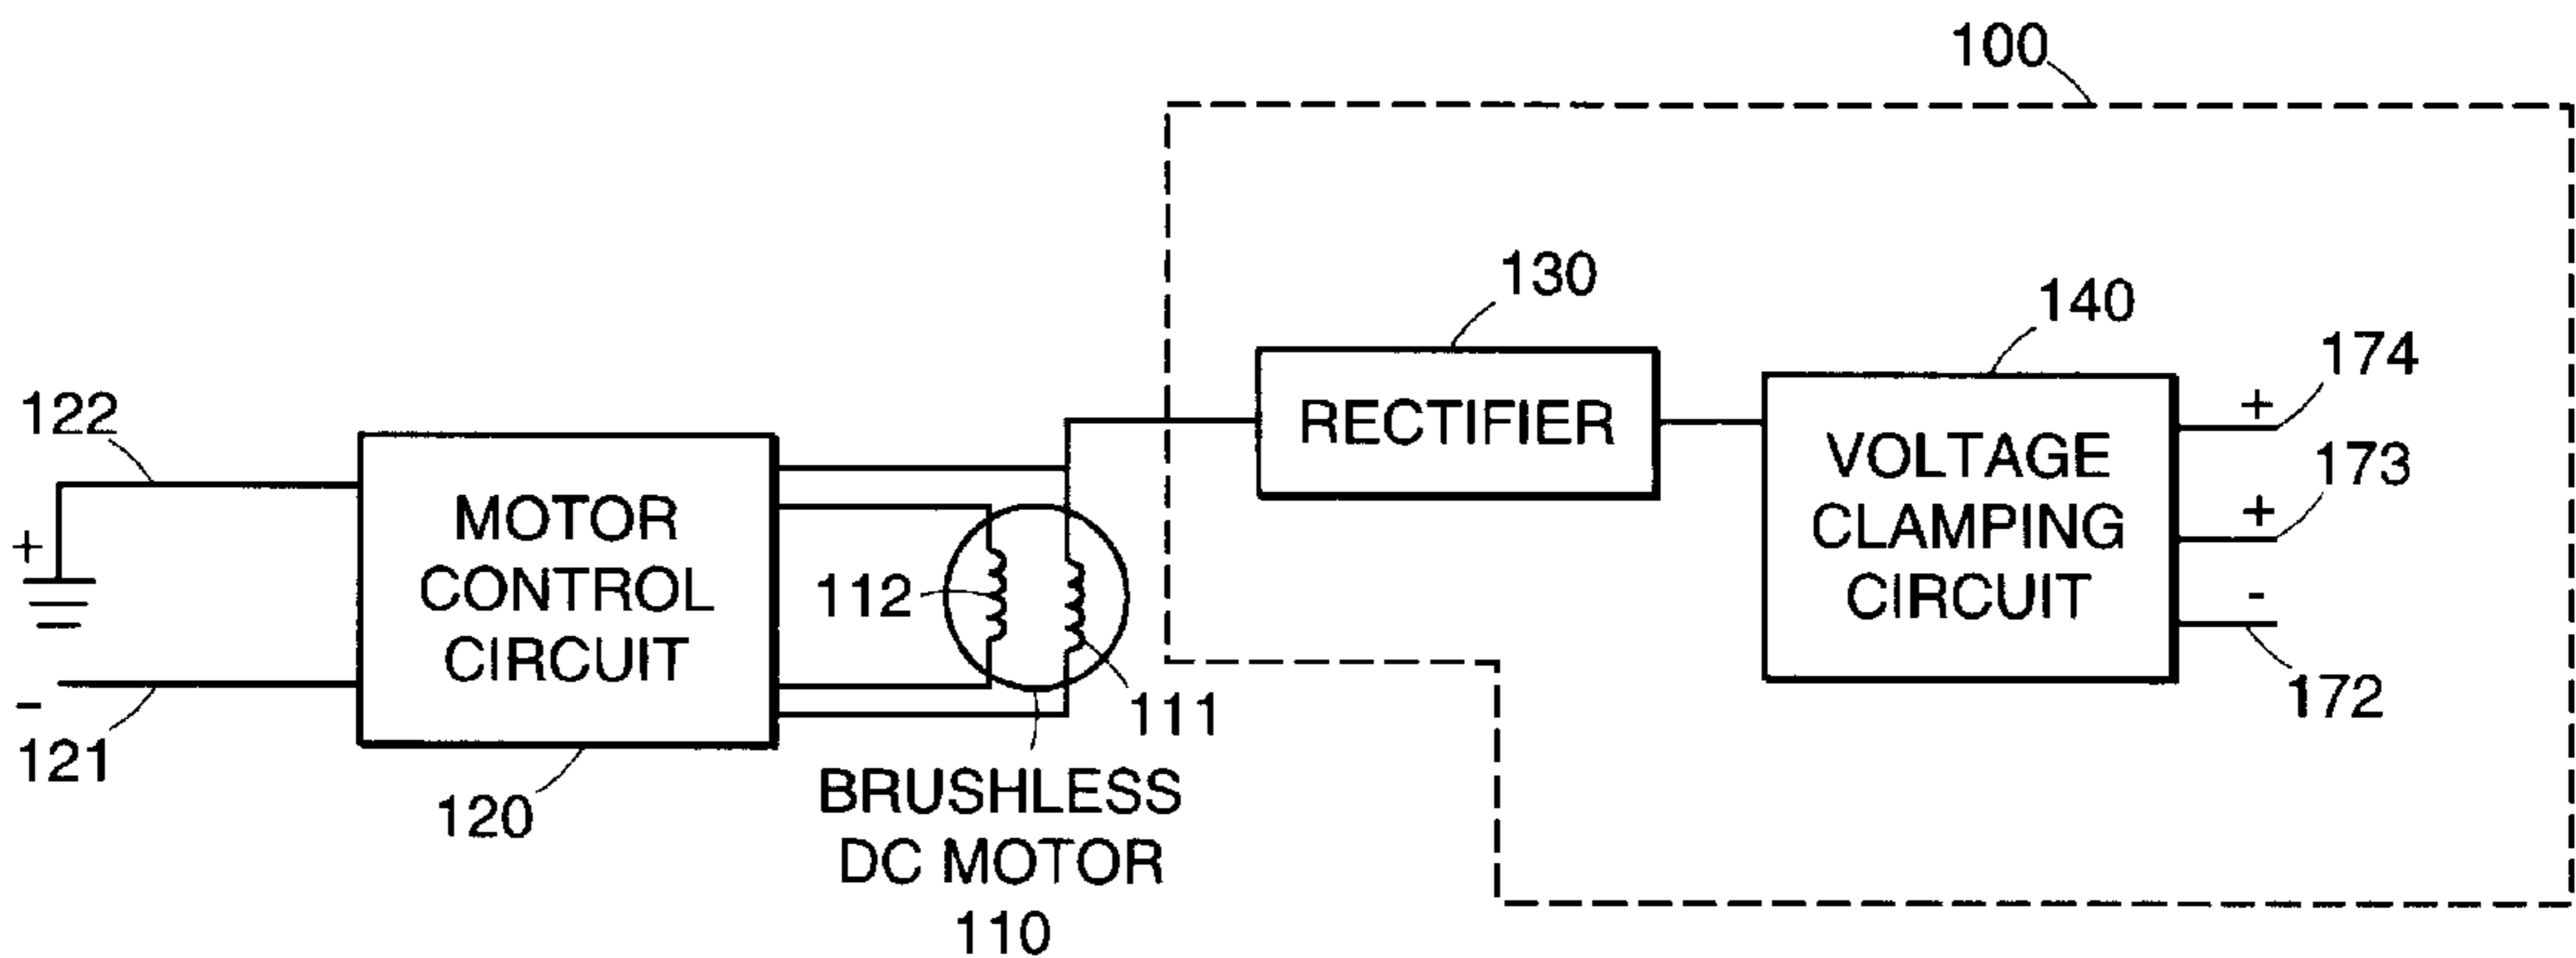 100
130
140
174
122
RECTIFIER
+
173
VOLTAGE
CLAMPING
CIRCUIT
+
-
172
MOTOR
CONTROL
CIRCUIT
+
112
-
121
111
120
BRUSHLESS
DC MOTOR
110